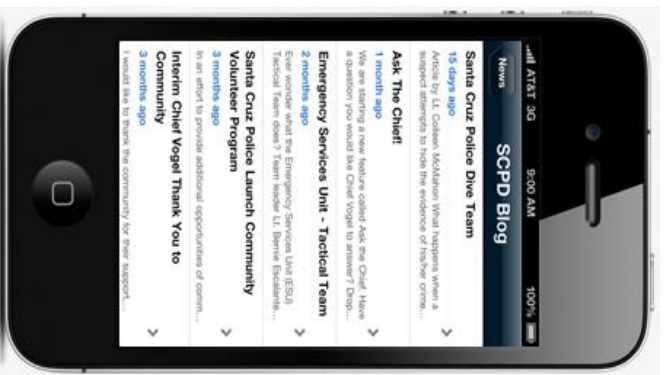 AT&T 3G 9:00 AM 100%
News SCPD Blog
Santa Cruz Police Dive Team
15 days ago
Article by Lt. Colleen McMahon What happens when a
suspect attempts to hide the evidence of his/her crime...
Ask The Chief!
1 month ago
We are starting a new feature called Ask the Chief. Have
a question you would like Chief Vogel to answer? Drop...
Emergency Services Unit - Tactical Team
2 months ago
Ever wonder what the Emergency Services Unit (ESU)
Tactical Team does? Team leader Lt. Bernie Escalante...
Santa Cruz Police Launch Community
Volunteer Program
3 months ago
In an effort to provide additional opportunities of comm...
Interim Chief Vogel Thank You to
Community
3 months ago
I would like to thank the community for their support,...